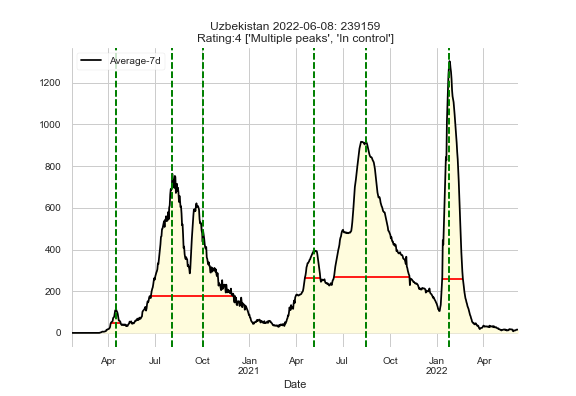 Uzbekistan 2022-06-08: 239159
Rating:4 ['Multiple peaks', 'In control']
Average-7d
1200
1000
800
600
400
200
0
Apr Jul Oct Jan Apr Jul Oct Jan Apr
2021 2022
Date